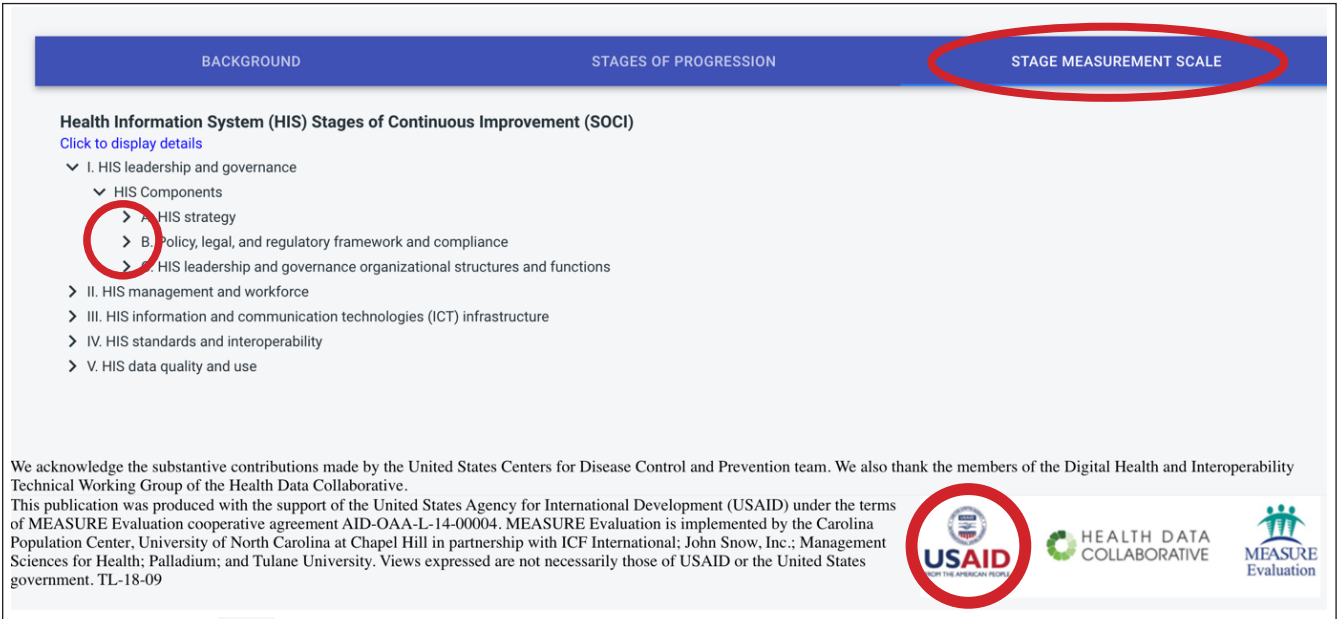 BACKGROUND STAGES OF PROGRESSION STAGE MEASUREMENT SCALE
Health Information System (HIS) Stages of Continuous Improvement (SOCI)
Click to display details
I. HIS leadership and governance
HIS Components
A. HIS strategy
B. Policy, legal, and regulatory framework and compliance
C. HIS leadership and governance organizational structures and functions
II. HIS management and workforce
III. HIS information and communication technologies (ICT) infrastructure
IV. HIS standards and interoperability
V. HIS data quality and use
We acknowledge the substantive contributions made by the United States Centers for Disease Control and Prevention team. We also thank the members of the Digital Health and Interoperability
Technical Working Group of the Health Data Collaborative.
This publication was produced with the support of the United States Agency for International Development (USAID) under the terms
of MEASURE Evaluation cooperative agreement AID-OAA-L-14-00004. MEASURE Evaluation is implemented by the Carolina
Population Center, University of North Carolina at Chapel Hill in partnership with ICF International; John Snow, Inc.; Management
Sciences for Health; Palladium; and Tulane University. Views expressed are not necessarily those of USAID or the United States
government. TL-18-09
USAID
FROM THE AMERICAN PEOPLE
HEALTH DATA
COLLABORATIVE
MEASURE
Evaluation